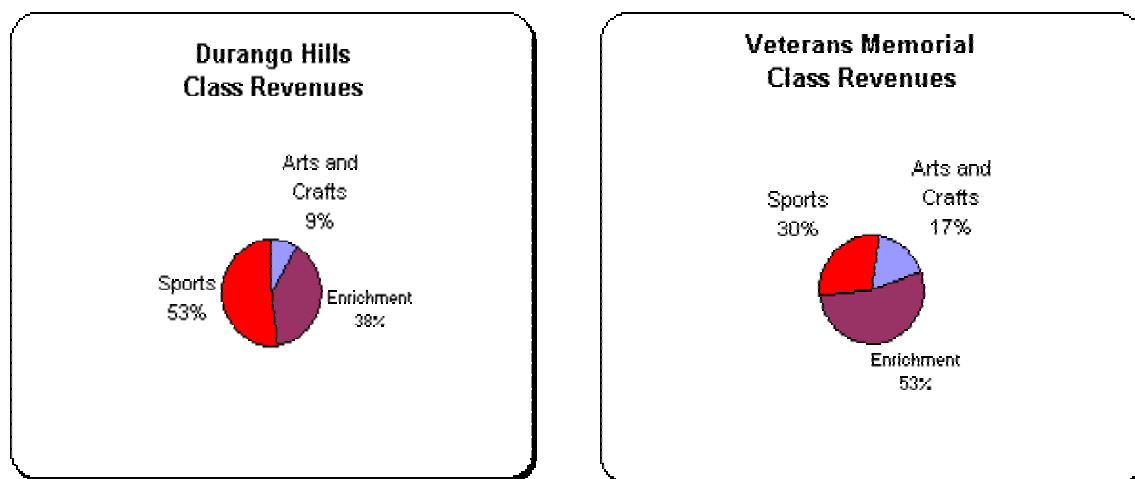 Durango Hills
Class Revenues
Arts and
Crafts
9%
Sports
53%
Enrichment
38%
Veterans Memorial
Class Revenues
Arts and
Crafts
17%
Sports
30%
Enrichment
53%